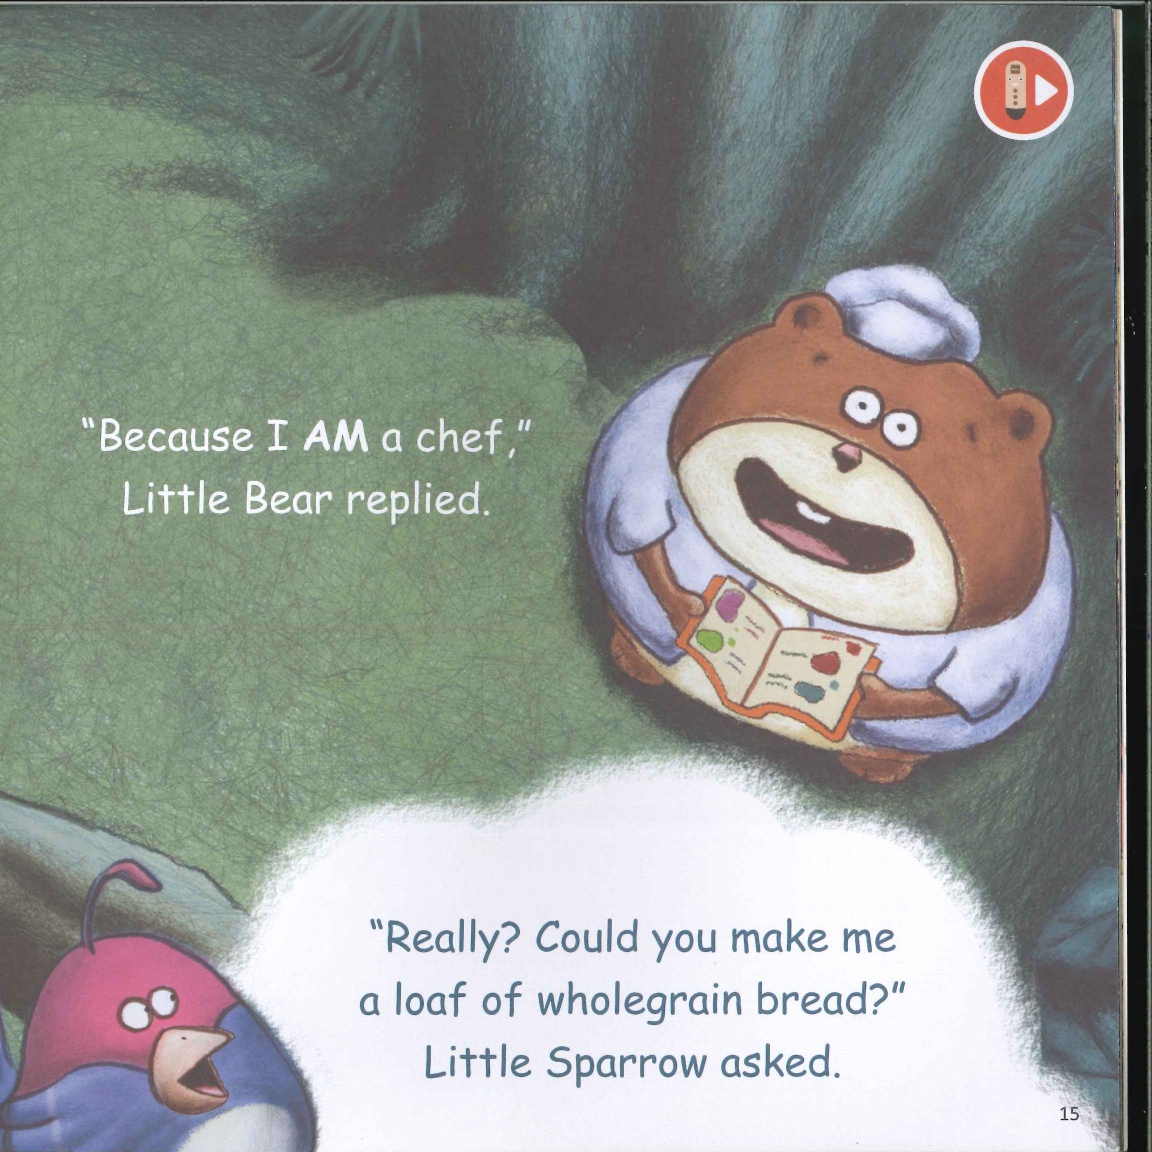 “Because I AM a chef,”
Little Bear replied.
“Really? Could you make me
a loaf of wholegrain bread?”
Little Sparrow asked.
15